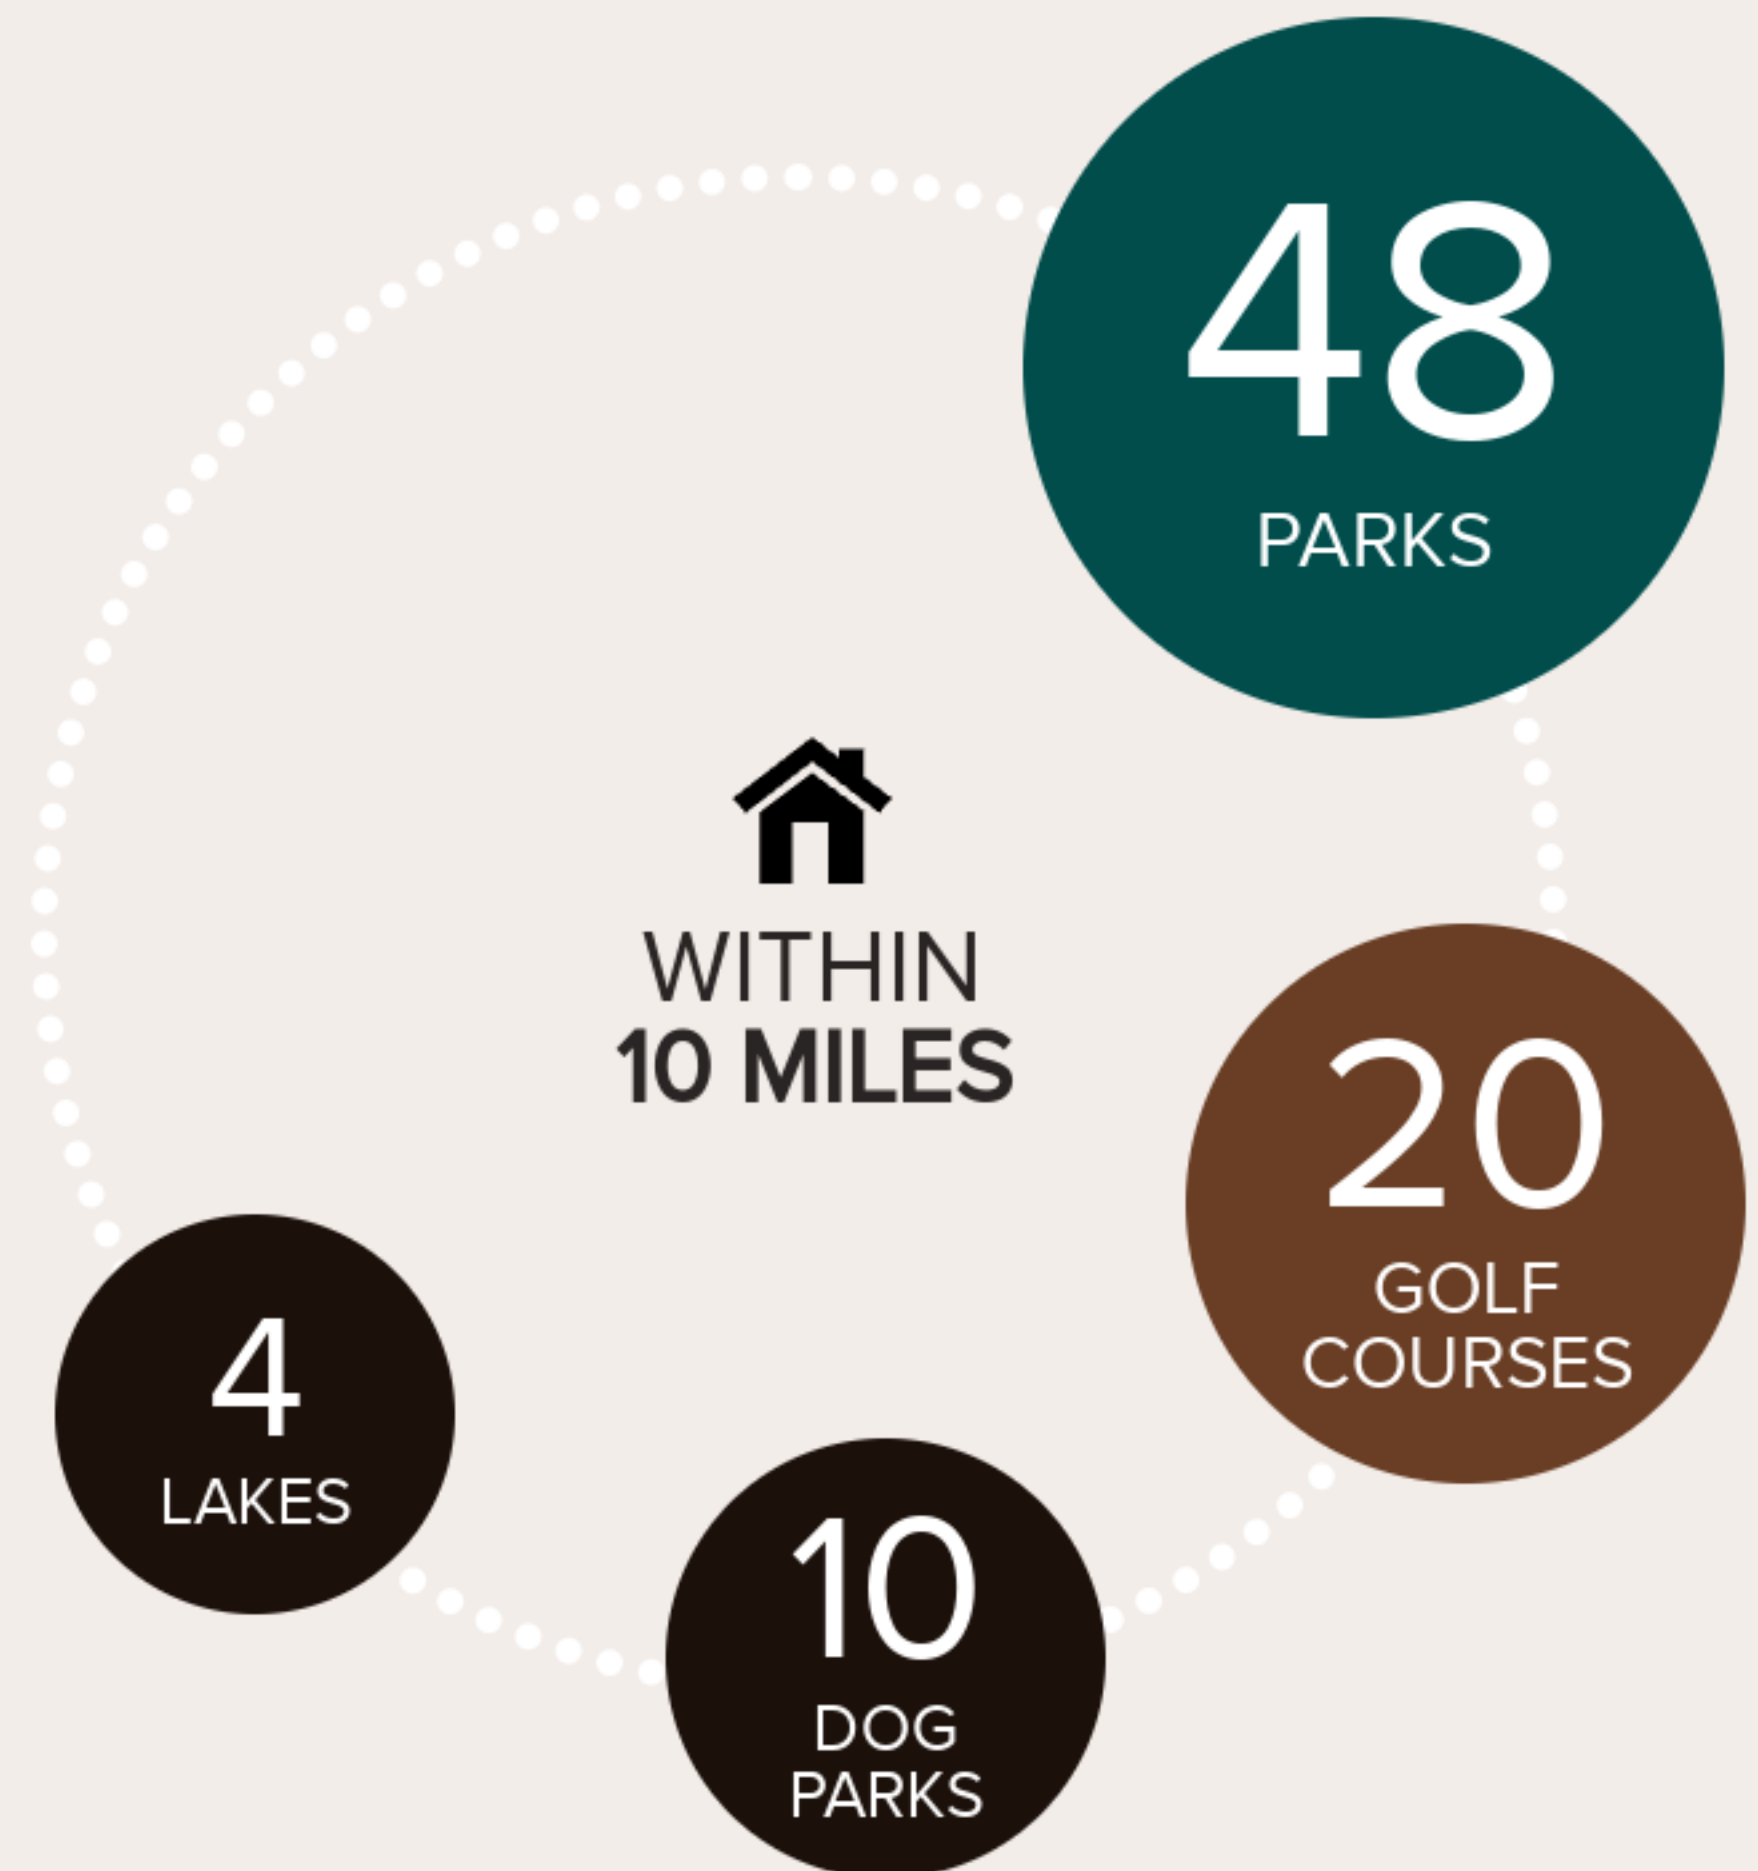 48
PARKS
WITHIN
10 MILES
20
GOLF
COURSES
4
LAKES
10
DOG
PARKS